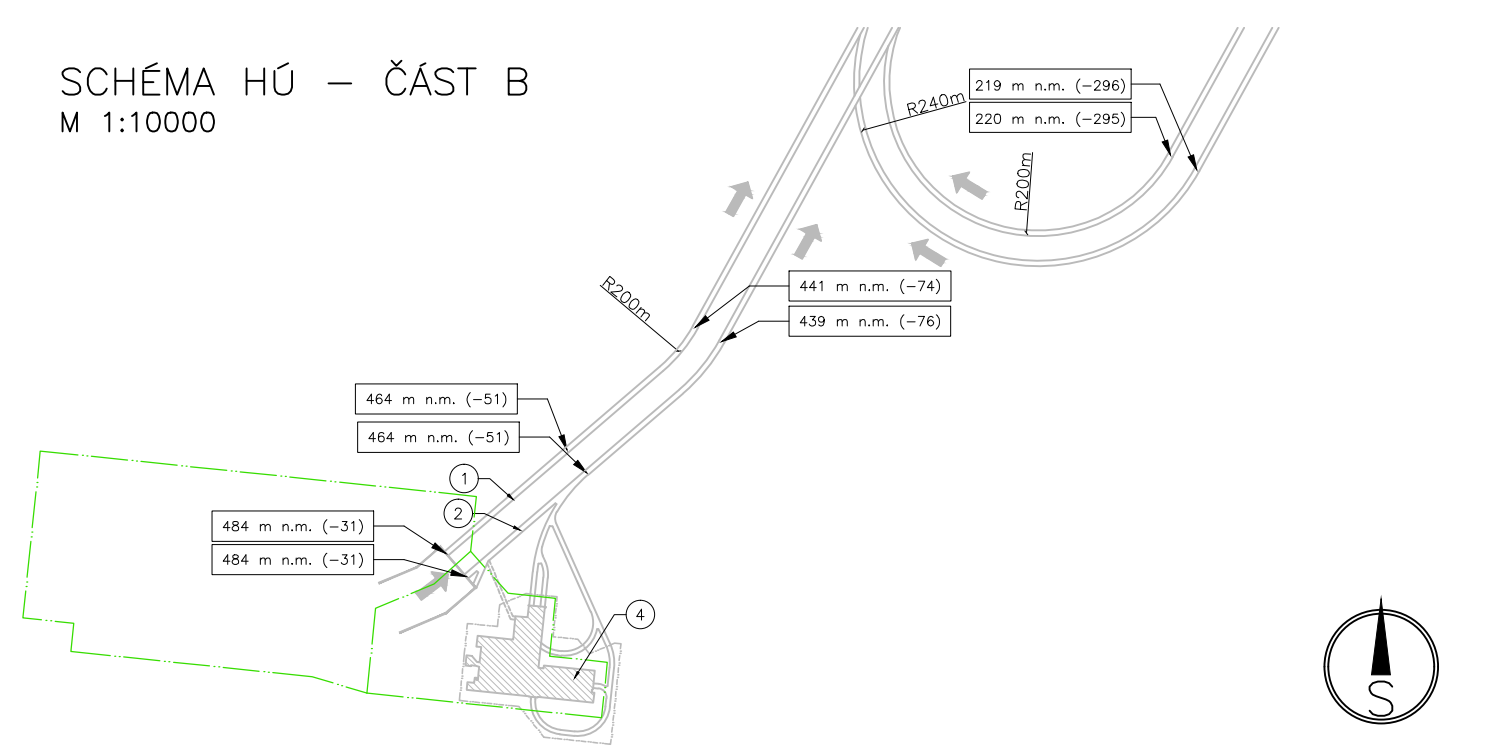 SCHÉMA HÚ – ČÁST B
M 1:10000
R240m
219 m n.m. (−296)
220 m n.m. (−295)
R200m
R200m
441 m n.m. (−74)
439 m n.m. (−76)
464 m n.m. (−51)
464 m n.m. (−51)
1
2
484 m n.m. (−31)
484 m n.m. (−31)
4
S